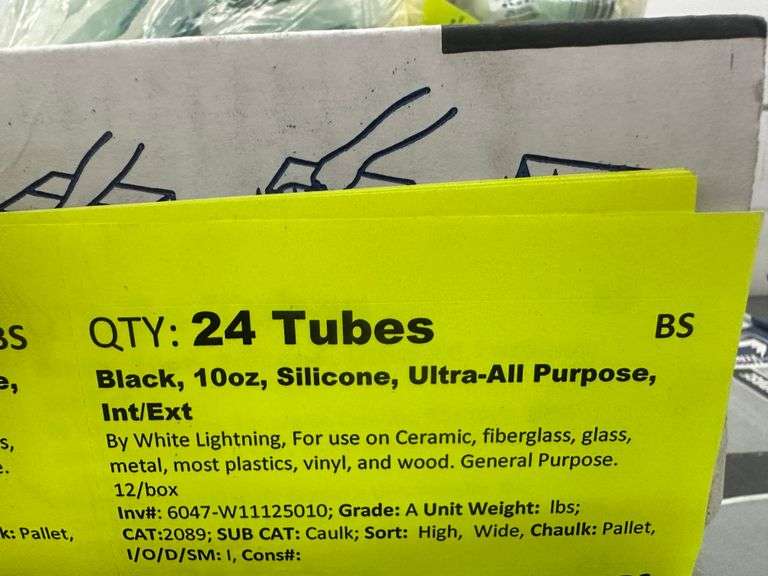 BS
QTY: 24 Tubes
BS
e,
Black, 10oz, Silicone, Ultra-All Purpose,
Int/Ext
s,
By White Lightning, For use on Ceramic, fiberglass, glass,
metal, most plastics, vinyl, and wood. General Purpose.
12/box
Inv#: 6047-W11125010; Grade: A Unit Weight: lbs;
k: Pallet,
CAT:2089; SUB CAT: Caulk; Sort: High, Wide, Chaulk: Pallet,
I/O/D/SM: I, Cons#: